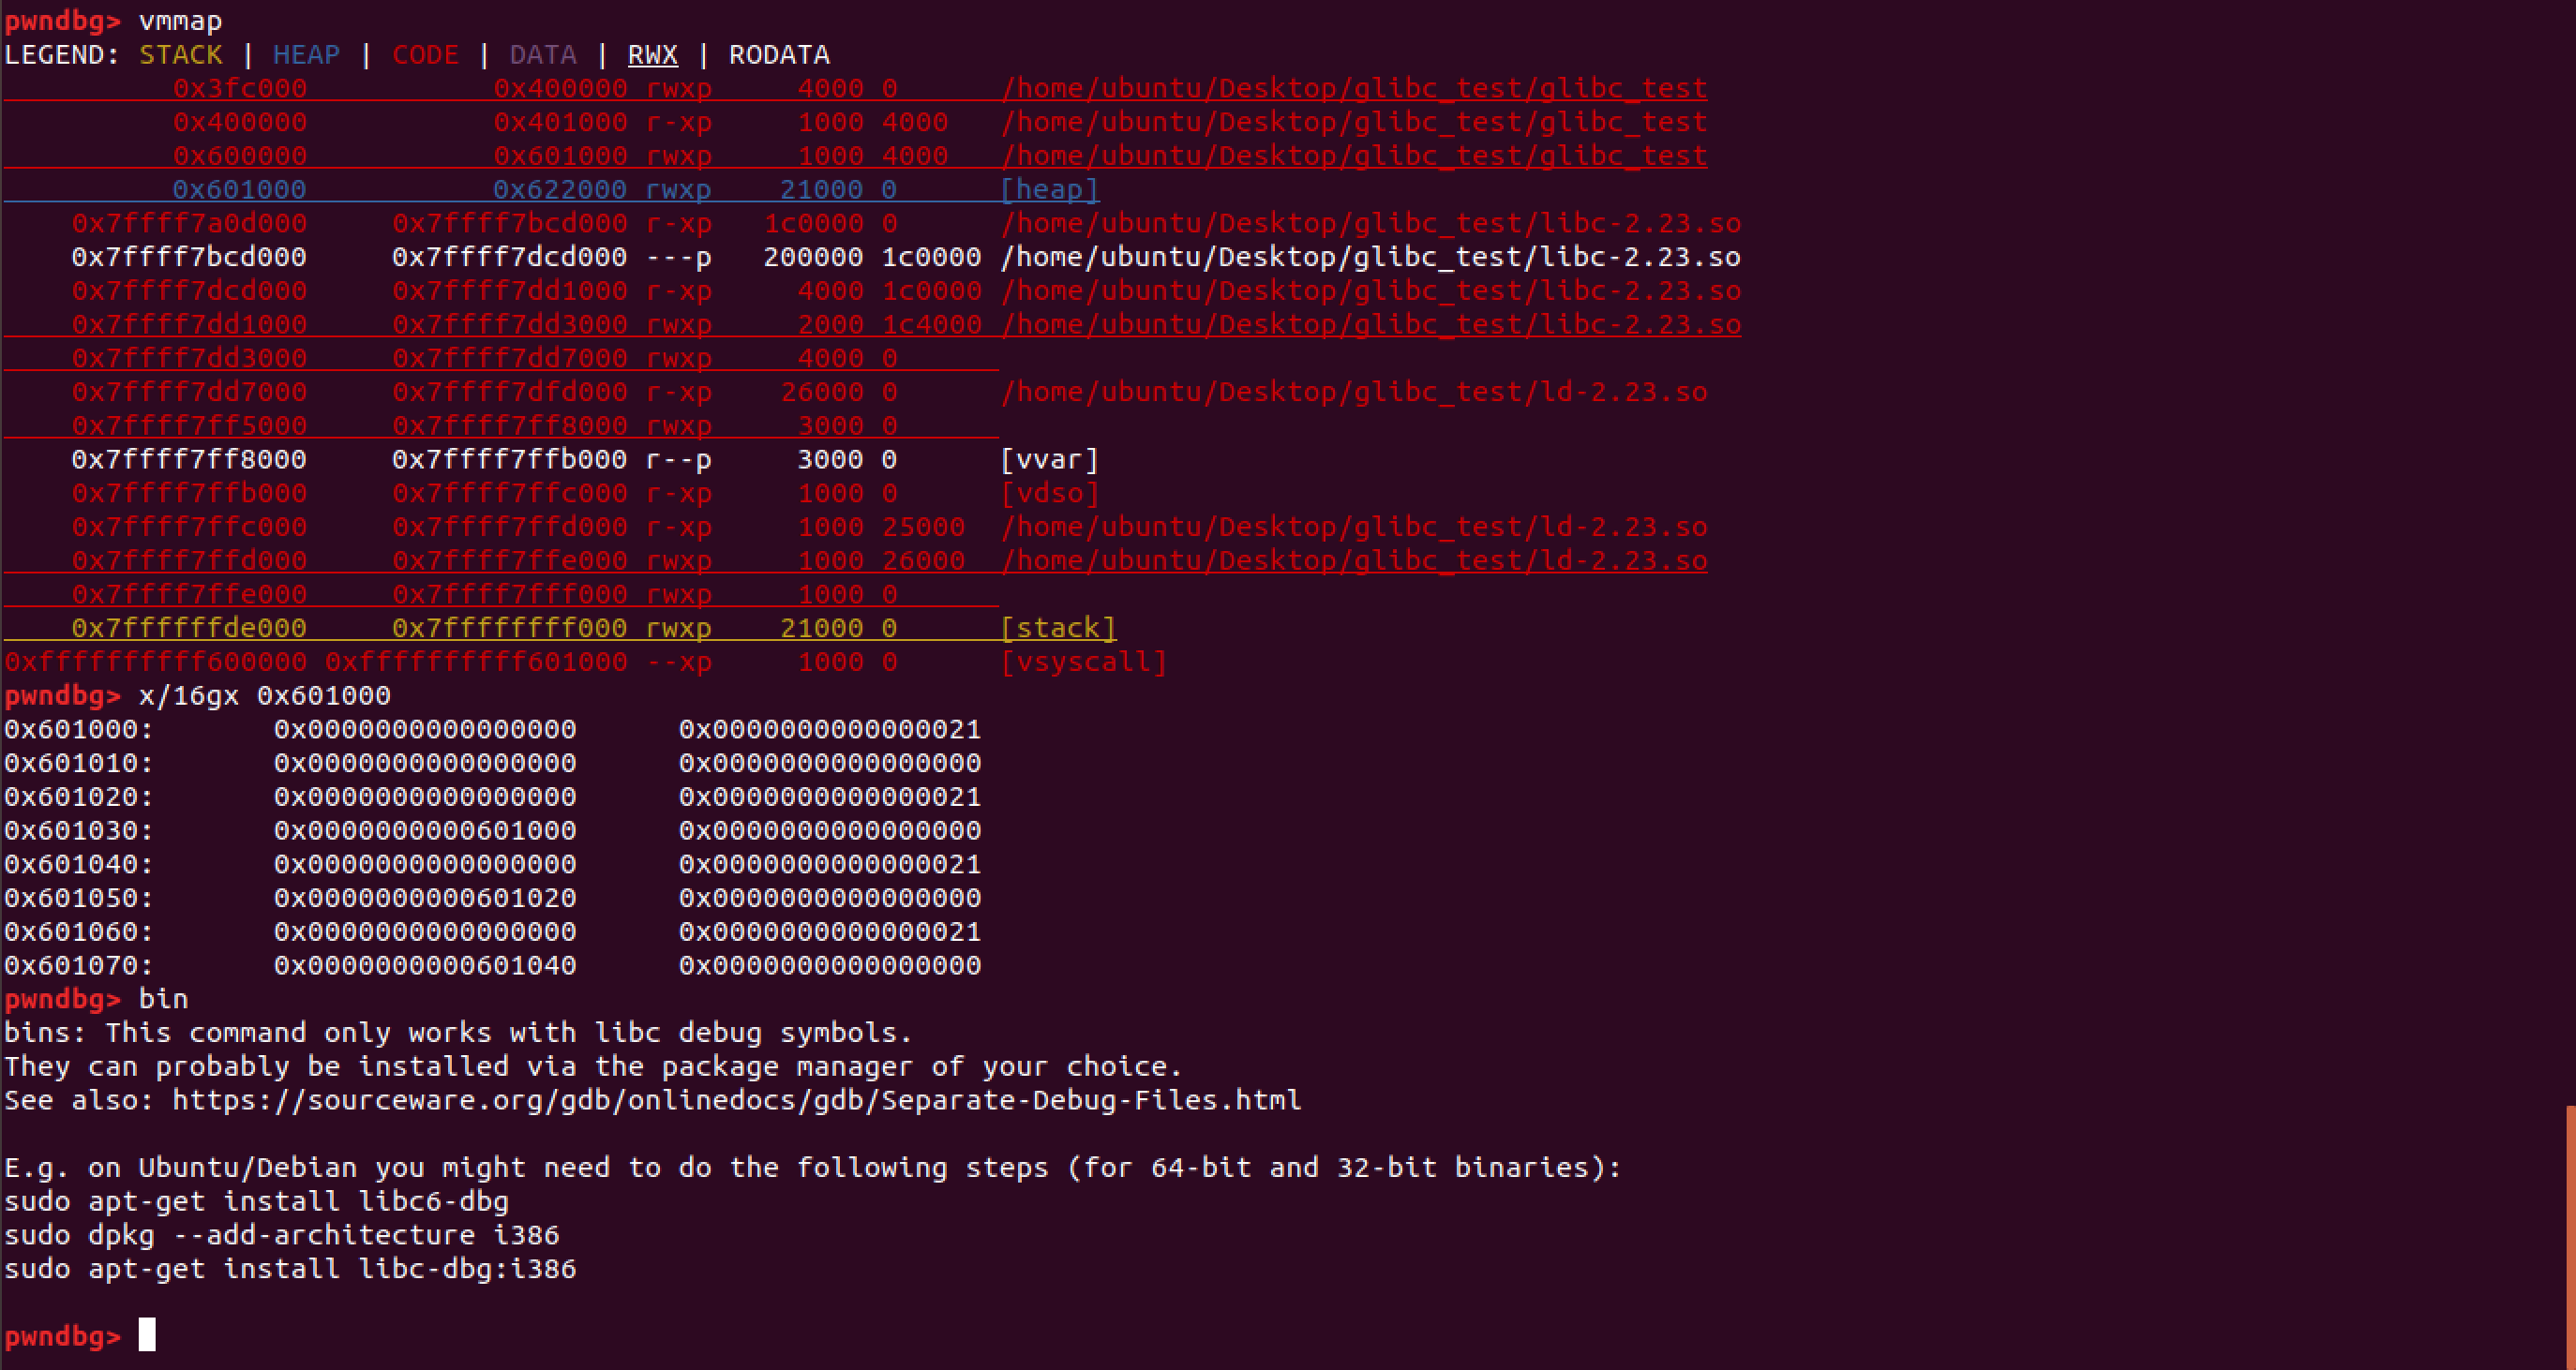 pwndbg> vmmap
LEGEND: STACK | HEAP | CODE | DATA | RWX | RODATA
          0x3fc000           0x400000 rwxp     4000 0      /home/ubuntu/Desktop/glibc_test/glibc_test
          0x400000           0x401000 r-xp     1000 4000   /home/ubuntu/Desktop/glibc_test/glibc_test
          0x600000           0x601000 rwxp     1000 4000   /home/ubuntu/Desktop/glibc_test/glibc_test
          0x601000           0x622000 rwxp    21000 0      [heap]
    0x7ffff7a0d000     0x7ffff7bcd000 r-xp   1c0000 0      /home/ubuntu/Desktop/glibc_test/libc-2.23.so
    0x7ffff7bcd000     0x7ffff7dcd000 ---p   200000 1c0000 /home/ubuntu/Desktop/glibc_test/libc-2.23.so
    0x7ffff7dcd000     0x7ffff7dd1000 r-xp     4000 1c0000 /home/ubuntu/Desktop/glibc_test/libc-2.23.so
    0x7ffff7dd1000     0x7ffff7dd3000 rwxp     2000 1c4000 /home/ubuntu/Desktop/glibc_test/libc-2.23.so
    0x7ffff7dd3000     0x7ffff7dd7000 rwxp     4000 0
    0x7ffff7dd7000     0x7ffff7dfd000 r-xp    26000 0      /home/ubuntu/Desktop/glibc_test/ld-2.23.so
    0x7ffff7ff5000     0x7ffff7ff8000 rwxp     3000 0
    0x7ffff7ff8000     0x7ffff7ffb000 r--p     3000 0      [vvar]
    0x7ffff7ffb000     0x7ffff7ffc000 r-xp     1000 0      [vdso]
    0x7ffff7ffc000     0x7ffff7ffd000 r-xp     1000 25000  /home/ubuntu/Desktop/glibc_test/ld-2.23.so
    0x7ffff7ffd000     0x7ffff7ffe000 rwxp     1000 26000  /home/ubuntu/Desktop/glibc_test/ld-2.23.so
    0x7ffff7ffe000     0x7ffff7fff000 rwxp     1000 0
    0x7ffffffde000     0x7ffffffff000 rwxp    21000 0      [stack]
0xffffffffff600000 0xffffffffff601000 --xp     1000 0      [vsyscall]
pwndbg> x/16gx 0x601000
0x601000:       0x0000000000000000      0x0000000000000021
0x601010:       0x0000000000000000      0x0000000000000000
0x601020:       0x0000000000000000      0x0000000000000021
0x601030:       0x0000000000601000      0x0000000000000000
0x601040:       0x0000000000000000      0x0000000000000021
0x601050:       0x0000000000601020      0x0000000000000000
0x601060:       0x0000000000000000      0x0000000000000021
0x601070:       0x0000000000601040      0x0000000000000000
pwndbg> bin
bins: This command only works with libc debug symbols.
They can probably be installed via the package manager of your choice.
See also: https://sourceware.org/gdb/onlinedocs/gdb/Separate-Debug-Files.html
E.g. on Ubuntu/Debian you might need to do the following steps (for 64-bit and 32-bit binaries):
sudo apt-get install libc6-dbg
sudo dpkg --add-architecture i386
sudo apt-get install libc-dbg:i386
pwndbg>